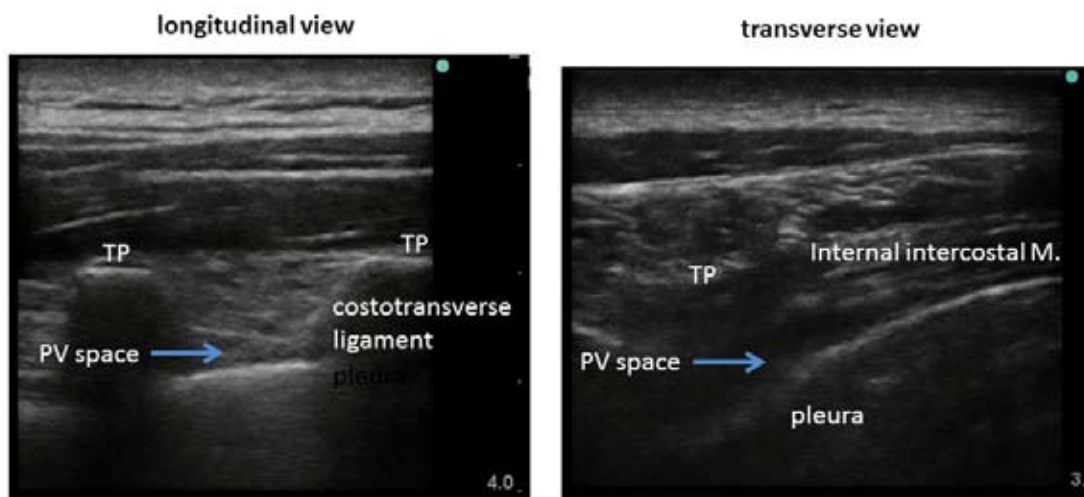 longitudinal view
TP
TP
costotransverse
ligament
PV space
pleura
4.0
transverse view
Internal intercostal M.
TP
PV space
pleura